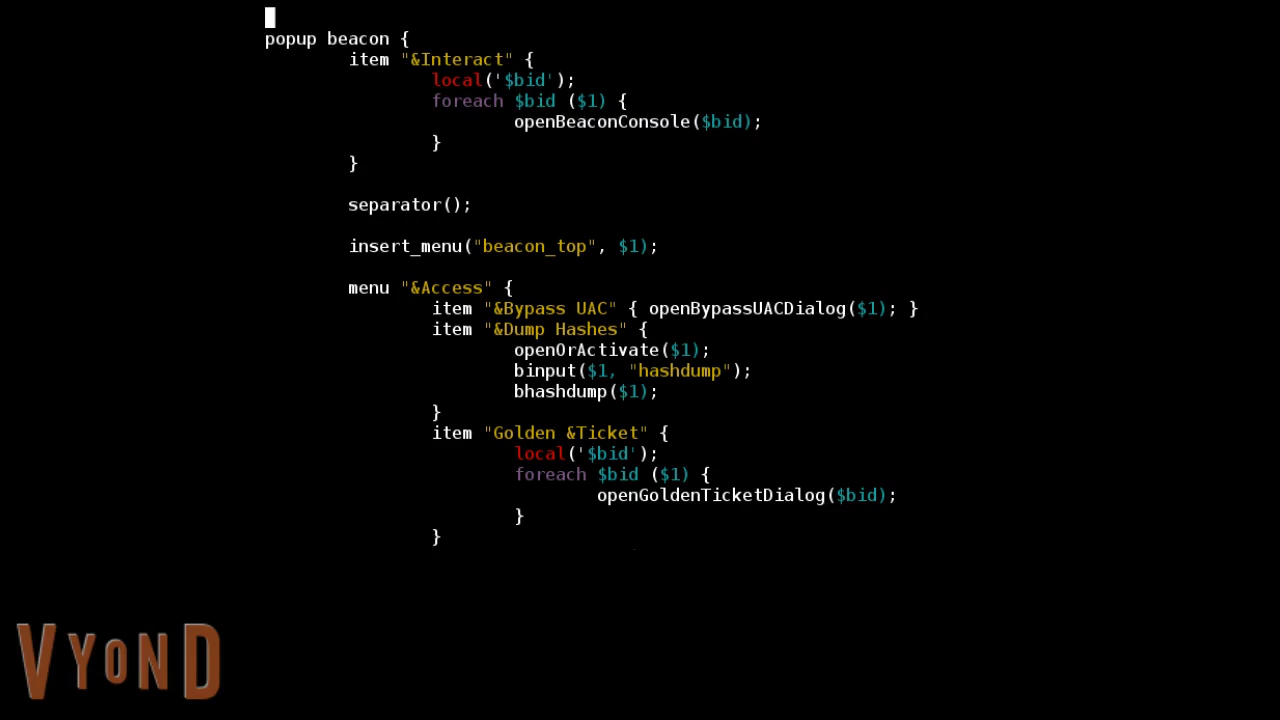 popup beacon {
item "&Interact" {
local('$bid');
foreach $bid ($1) {
openBeaconConsole($bid);
}
}
separator();
insert_menu("beacon_top", $1);
menu "&Access" {
item "&Bypass UAC" { openBypassUACDialog($1); }
item "&Dump Hashes" {
openOrActivate($1);
binput($1, "hashdump");
bhashdump($1);
}
item "Golden &Ticket" {
local('$bid');
foreach $bid ($1) {
openGoldenTicketDialog($bid);
}
}
VYOND